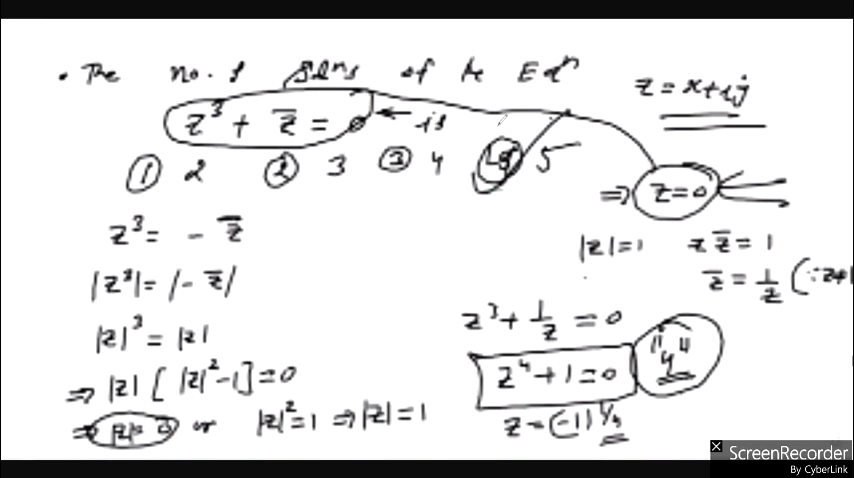 • The no. of Solns of the Eqn
z = x+iy
z³ + z̄ = 0 ← is
① 2 ② 3 ③ 4 ④ 5
⇒ z=0
z³ = - z̄
|z|=1 z z̄ = 1
|z³| = |- z̄|
z̄ = 1/z (∵ z≠
|z|³ = |z|
z³ + 1/z = 0
⇒ |z| [ |z|² -1] = 0
z⁴ + 1 = 0 "4"
⇒ |z|= 0 or |z|² = 1 ⇒ |z| = 1
z = (-1)^{1/4}
ScreenRecorder
By CyberLink